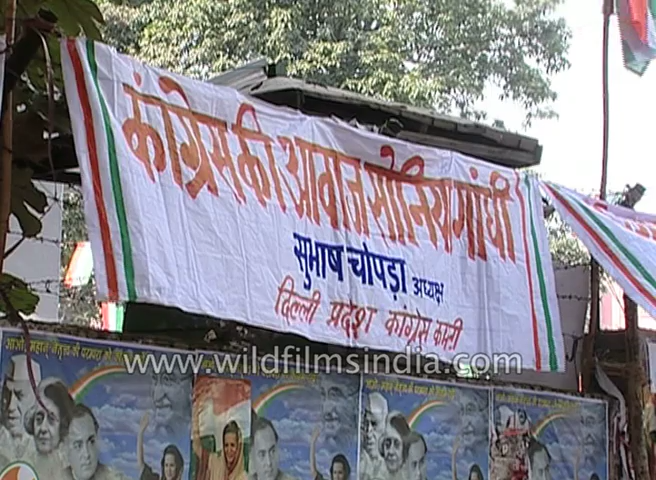 कांग्रेस की आवाज सोनिया गांधी
सुभाष चोपड़ा अध्यक्ष
दिल्ली प्रदेश कांग्रेस कमेटी
www.wildfilmsindia.com